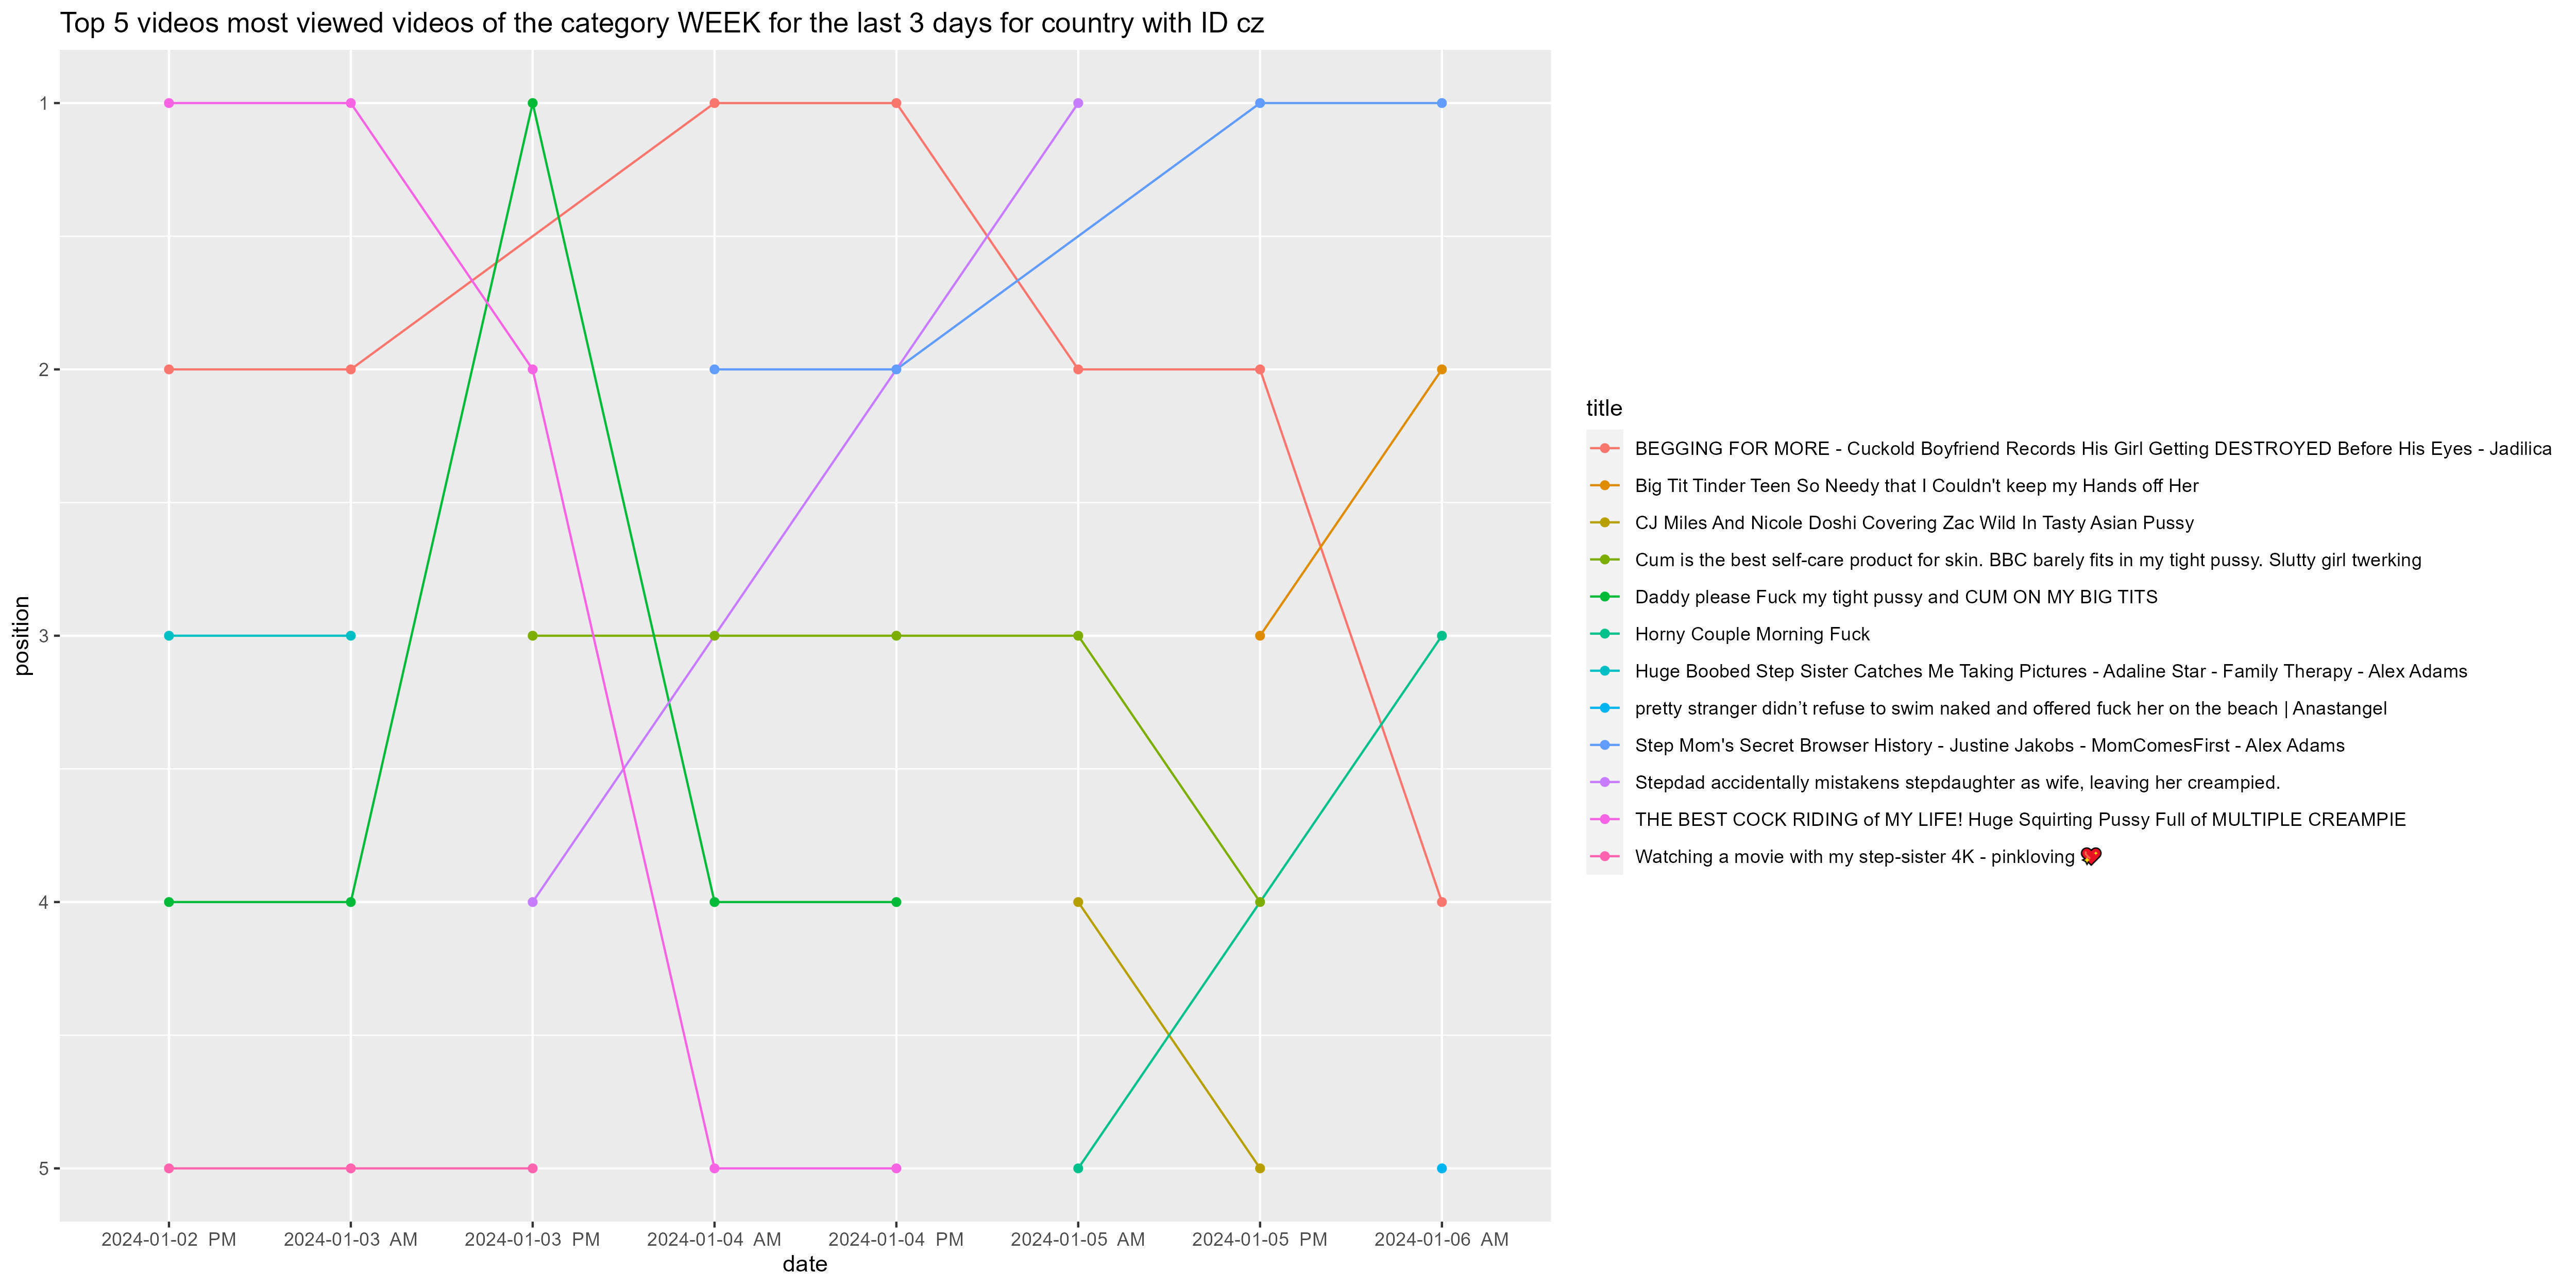 Top 5 videos most viewed videos of the category WEEK for the last 3 days for country with ID cz
position
1
2
3
4
5
2024-01-02 PM
2024-01-03 AM
2024-01-03 PM
2024-01-04 AM
2024-01-04 PM
2024-01-05 AM
2024-01-05 PM
2024-01-06 AM
date
title
BEGGING FOR MORE - Cuckold Boyfriend Records His Girl Getting DESTROYED Before His Eyes - Jadilica
Big Tit Tinder Teen So Needy that I Couldn't keep my Hands off Her
CJ Miles And Nicole Doshi Covering Zac Wild In Tasty Asian Pussy
Cum is the best self-care product for skin. BBC barely fits in my tight pussy. Slutty girl twerking
Daddy please Fuck my tight pussy and CUM ON MY BIG TITS
Horny Couple Morning Fuck
Huge Boobed Step Sister Catches Me Taking Pictures - Adaline Star - Family Therapy - Alex Adams
pretty stranger didn’t refuse to swim naked and offered fuck her on the beach | Anastangel
Step Mom's Secret Browser History - Justine Jakobs - MomComesFirst - Alex Adams
Stepdad accidentally mistakens stepdaughter as wife, leaving her creampied.
THE BEST COCK RIDING of MY LIFE! Huge Squirting Pussy Full of MULTIPLE CREAMPIE
Watching a movie with my step-sister 4K - pinkloving 💖